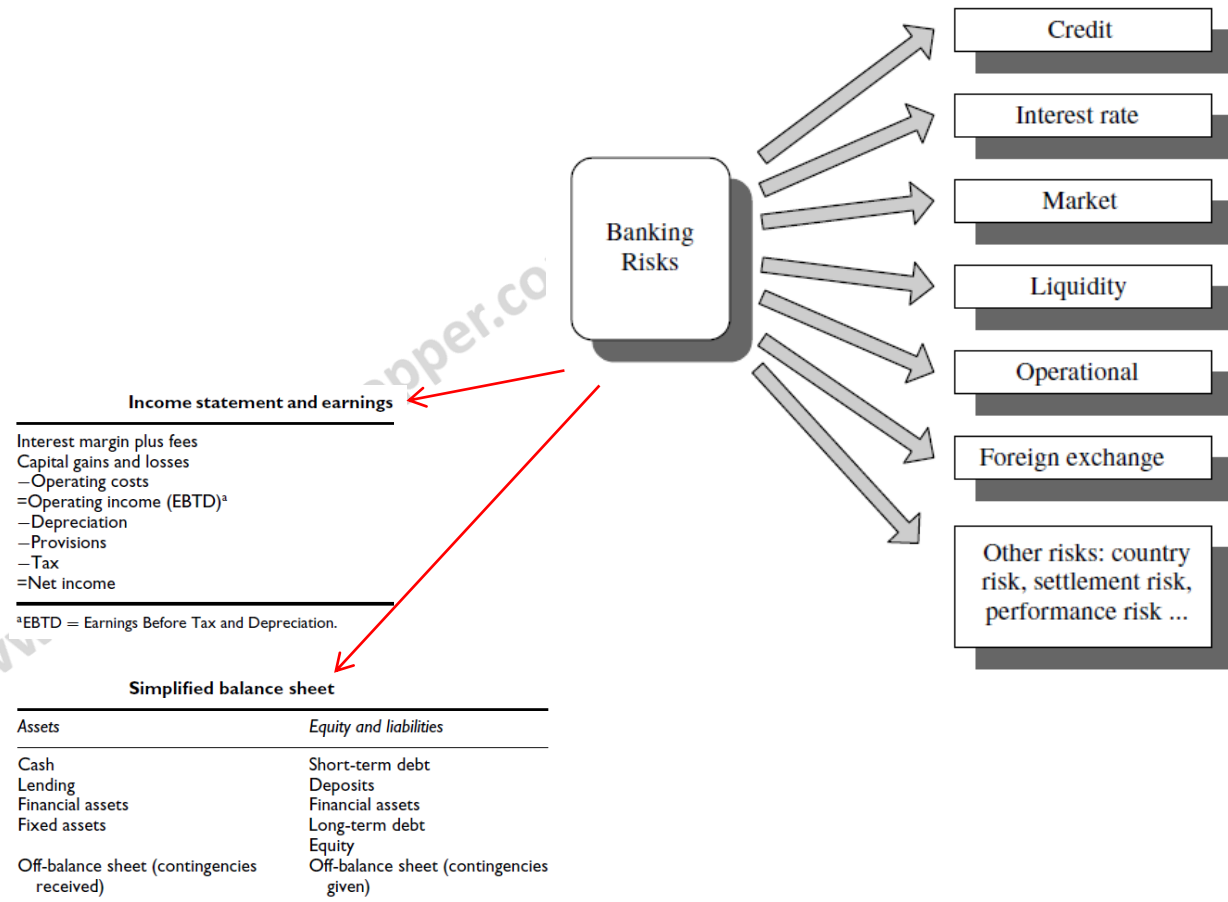 Credit
Interest rate
Market
Banking
Risks
Liquidity
Operational
Foreign exchange
Other risks: country
risk, settlement risk,
performance risk ...
Income statement and earnings
Interest margin plus fees
Capital gains and losses
−Operating costs
=Operating income (EBTD)ᵃ
−Depreciation
−Provisions
−Tax
=Net income
ᵃEBTD = Earnings Before Tax and Depreciation.
Simplified balance sheet
Assets Equity and liabilities
Cash Short-term debt
Lending Deposits
Financial assets Financial assets
Fixed assets Long-term debt
Equity
Off-balance sheet (contingencies Off-balance sheet (contingencies
received) given)